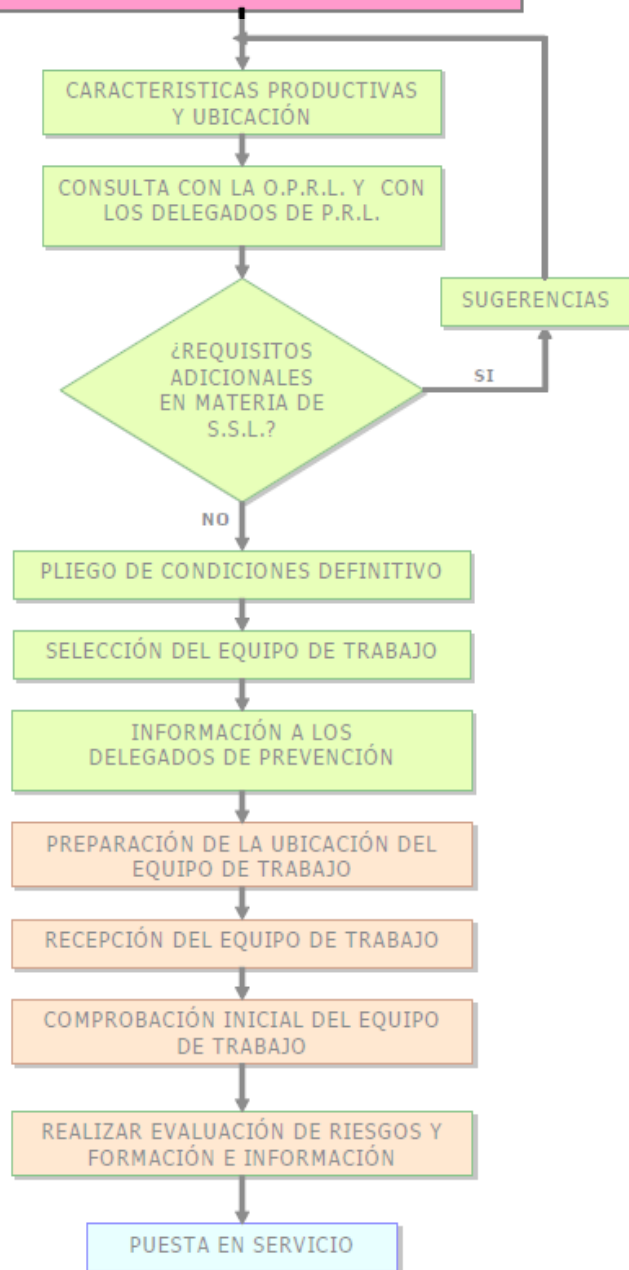 CARACTERISTICAS PRODUCTIVAS
Y UBICACIÓN
CONSULTA CON LA O.P.R.L. Y CON
LOS DELEGADOS DE P.R.L.
SUGERENCIAS
¿REQUISITOS
ADICIONALES
EN MATERIA DE
S.S.L.?
SI
NO
PLIEGO DE CONDICIONES DEFINITIVO
SELECCIÓN DEL EQUIPO DE TRABAJO
INFORMACIÓN A LOS
DELEGADOS DE PREVENCIÓN
PREPARACIÓN DE LA UBICACIÓN DEL
EQUIPO DE TRABAJO
RECEPCIÓN DEL EQUIPO DE TRABAJO
COMPROBACIÓN INICIAL DEL EQUIPO
DE TRABAJO
REALIZAR EVALUACIÓN DE RIESGOS Y
FORMACIÓN E INFORMACIÓN
PUESTA EN SERVICIO